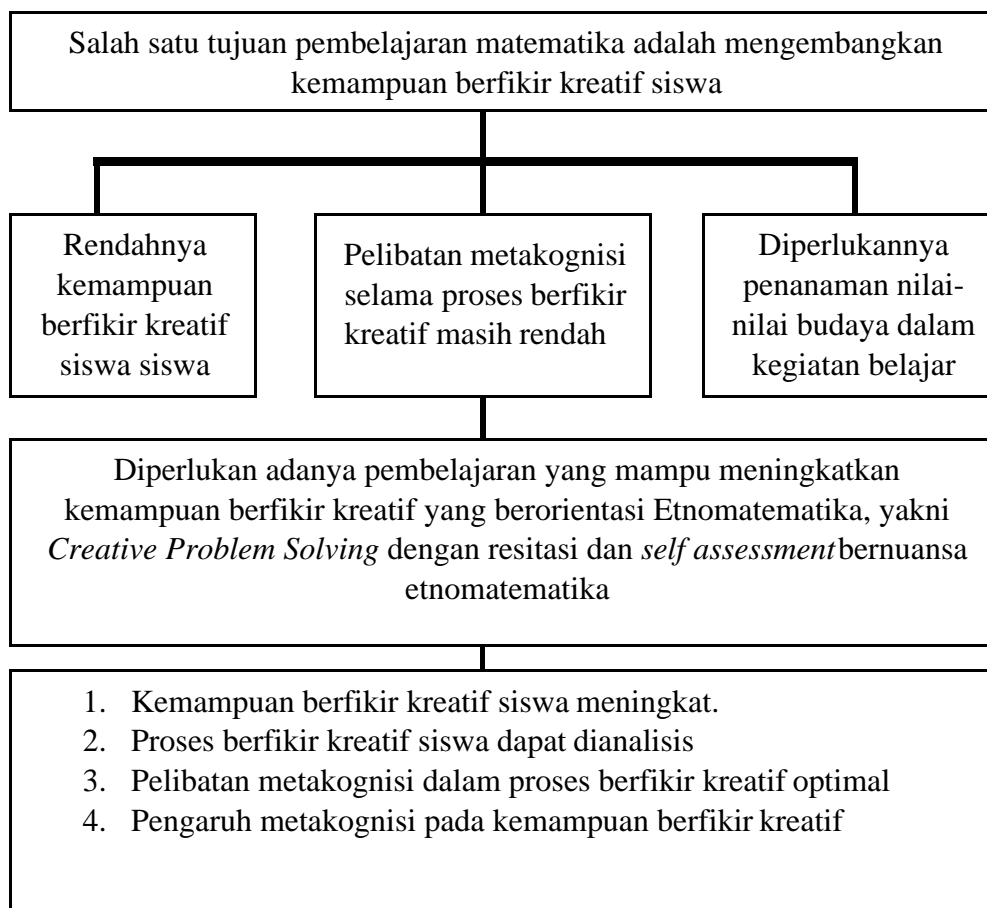 Salah satu tujuan pembelajaran matematika adalah mengembangkan
kemampuan berfikir kreatif siswa
Rendahnya
kemampuan
berfikir kreatif
siswa siswa
Pelibatan metakognisi
selama proses berfikir
kreatif masih rendah
Diperlukannya
penanaman nilai-
nilai budaya dalam
kegiatan belajar
Diperlukan adanya pembelajaran yang mampu meningkatkan
kemampuan berfikir kreatif yang berorientasi Etnomatematika, yakni
Creative Problem Solving dengan resitasi dan self assessment bernuansa
etnomatematika
1. Kemampuan berfikir kreatif siswa meningkat.
2. Proses berfikir kreatif siswa dapat dianalisis
3. Pelibatan metakognisi dalam proses berfikir kreatif optimal
4. Pengaruh metakognisi pada kemampuan berfikir kreatif